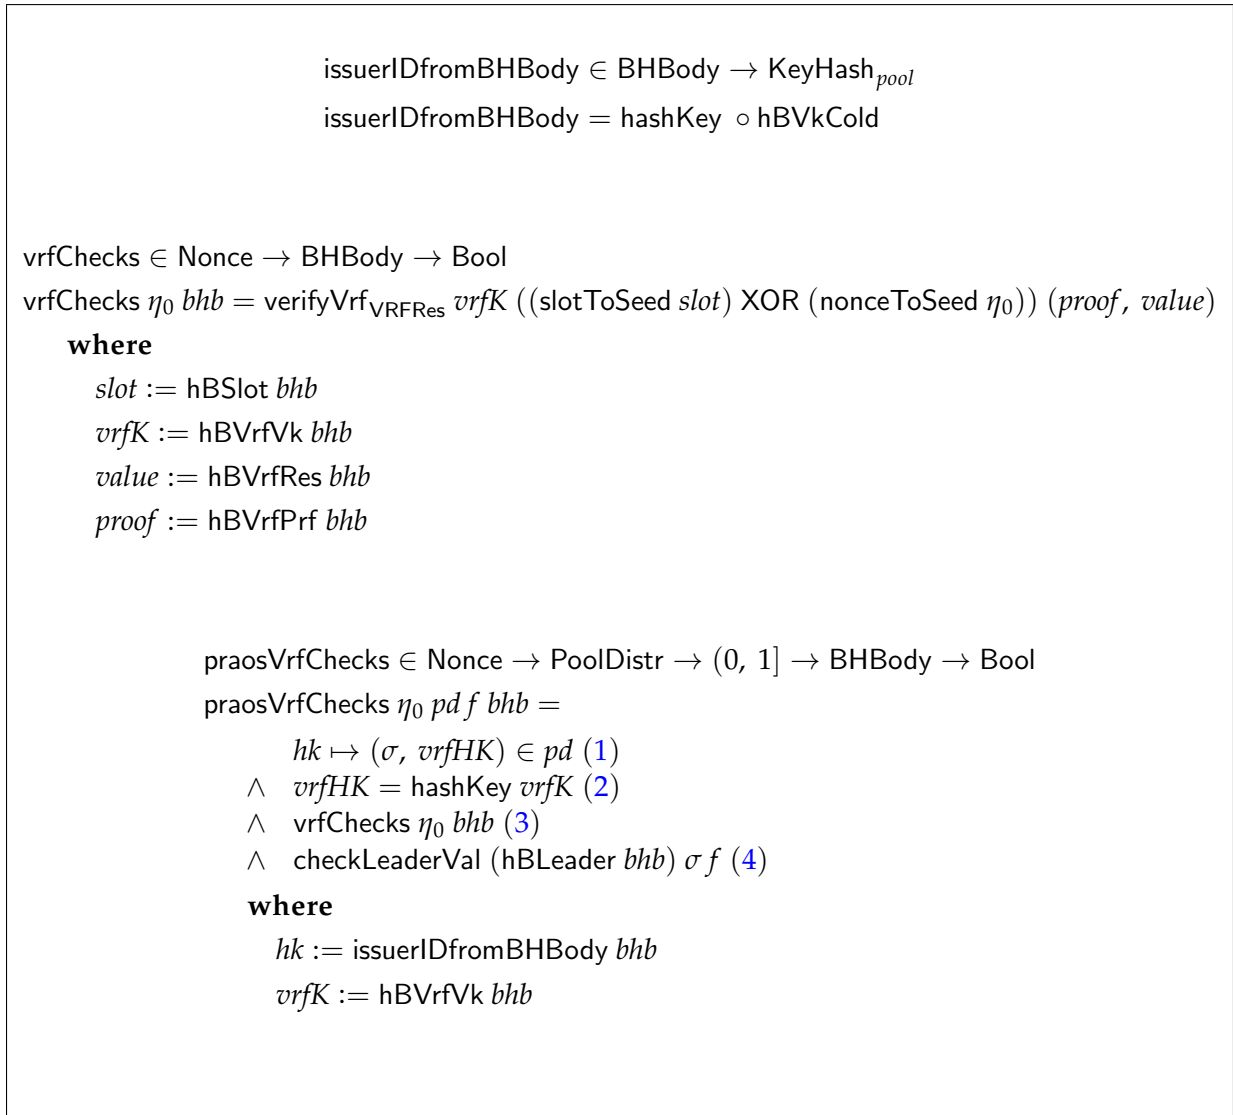 issuerIDfromBHBody ∈ BHBody → KeyHash_pool
issuerIDfromBHBody = hashKey ∘ hBVkCold
vrfChecks ∈ Nonce → BHBody → Bool
vrfChecks η₀ bhb = verifyVrf_VRFRes vrfK ((slotToSeed slot) XOR (nonceToSeed η₀)) (proof, value)
where
slot := hBSlot bhb
vrfK := hBVrfVk bhb
value := hBVrfRes bhb
proof := hBVrfPrf bhb
praosVrfChecks ∈ Nonce → PoolDistr → (0, 1] → BHBody → Bool
praosVrfChecks η₀ pd f bhb =
hk ↦ (σ, vrfHK) ∈ pd (1)
∧ vrfHK = hashKey vrfK (2)
∧ vrfChecks η₀ bhb (3)
∧ checkLeaderVal (hBLeader bhb) σ f (4)
where
hk := issuerIDfromBHBody bhb
vrfK := hBVrfVk bhb